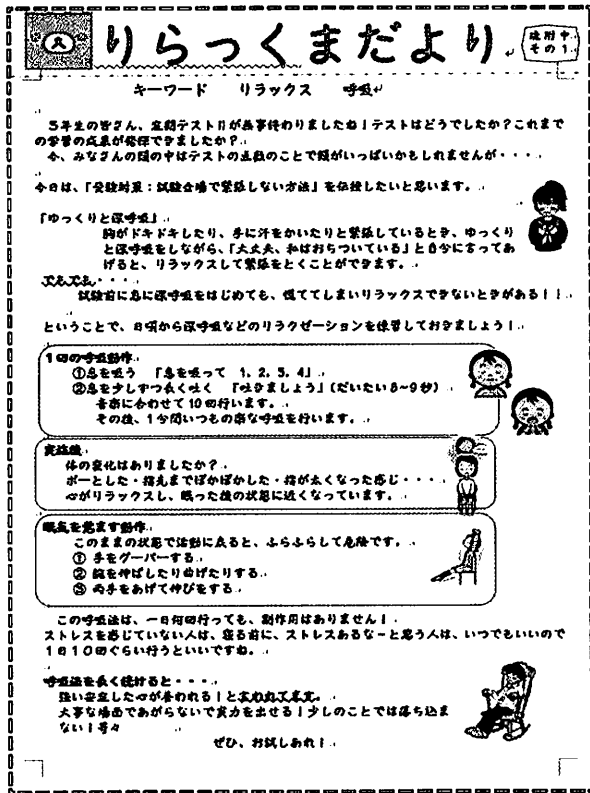 りらっくまだより
その1
キーワード　リラックス　呼吸
3年生の皆さん、定期テストⅡが無事終わりましたね!テストはどうでしたか?これまで
の学習の成果が発揮できましたか?
今、みなさんの頭の中はテストの点数のことで頭がいっぱいかもしれませんが・・・
今日は、「受験対策:試験会場で緊張しない方法」を伝授したいと思います。
「ゆっくりと深呼吸」
胸がドキドキしたり、手に汗をかいたりと緊張しているとき、ゆっくり
と深呼吸をしながら、「大丈夫、私はおちついている」と自分に言ってあ
げると、リラックスして緊張をとくことができます。
でもでも・・・
試験前に急に深呼吸をはじめても、慌ててしまいリラックスできないときがある!!
ということで、日頃から深呼吸などのリラクゼーションを練習しておきましょう!
1回の呼吸動作
①息を吸う　「息を吸って　1,2,3,4」
②息を少しずつ長く吐く　「吐きましょう」(だいたい8~9秒)
音楽に合わせて10回行います。
その後、1分間いつもの楽な呼吸を行います。
実施後
体の変化はありましたか?
ボーとした・指先までぽかぽかした・指が太くなった感じ・・・
心がリラックスし、眠った後の状態に近くなっています。
眠気を覚ます動作
このままの状態で活動に戻ると、ふらふらして危険です。
① 手をグーパーする
② 腕を伸ばしたり曲げたりする
③ 両手をあげて伸びをする
この呼吸法は、一日何回行っても、副作用はありません!
ストレスを感じていない人は、寝る前に、ストレスあるなーと思う人は、いつでもいいので
1日10回ぐらい行うといいですね。
呼吸法を長く続けると・・・
強い安定した心が養われる!と言われてます。
大事な場面であがらないで実力を出せる!少しのことでは落ち込ま
ない!等々
ぜひ、お試しあれ!